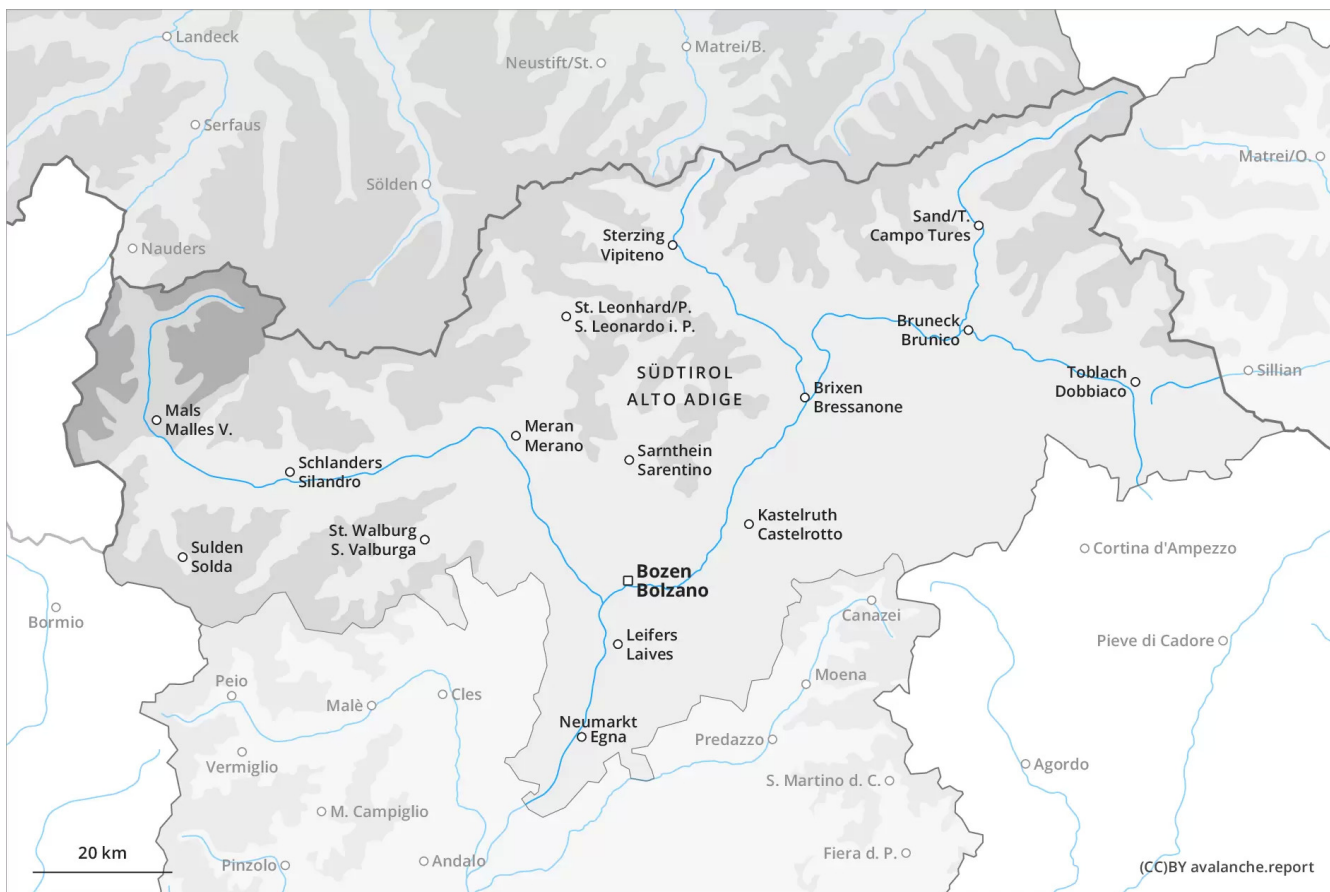 Landeck
Matrei/B.
Neustift/St.
Serfaus
Matrei/O.
Sölden
Sand/T.
Campo Tures
Sterzing
Vipiteno
Nauders
St. Leonhard/P.
S. Leonardo i. P.
Bruneck
Brunico
SÜDTIROL
ALTO ADIGE
Toblach
Dobbiaco
Sillian
Brixen
Bressanone
Mals
Malles V.
Meran
Merano
Sarnthein
Sarentino
Schlanders
Silandro
Kastelruth
Castelrotto
St. Walburg
S. Valburga
Sulden
Solda
Cortina d'Ampezzo
Bozen
Bolzano
Bormio
Canazei
Leifers
Laives
Pieve di Cadore
Moena
Peio
Malè
Cles
Neumarkt
Egna
Predazzo
Vermiglio
Agordo
S. Martino d. C.
M. Campiglio
20 km
Pinzolo
Andalo
Fiera d. P.
(CC)BY avalanche.report